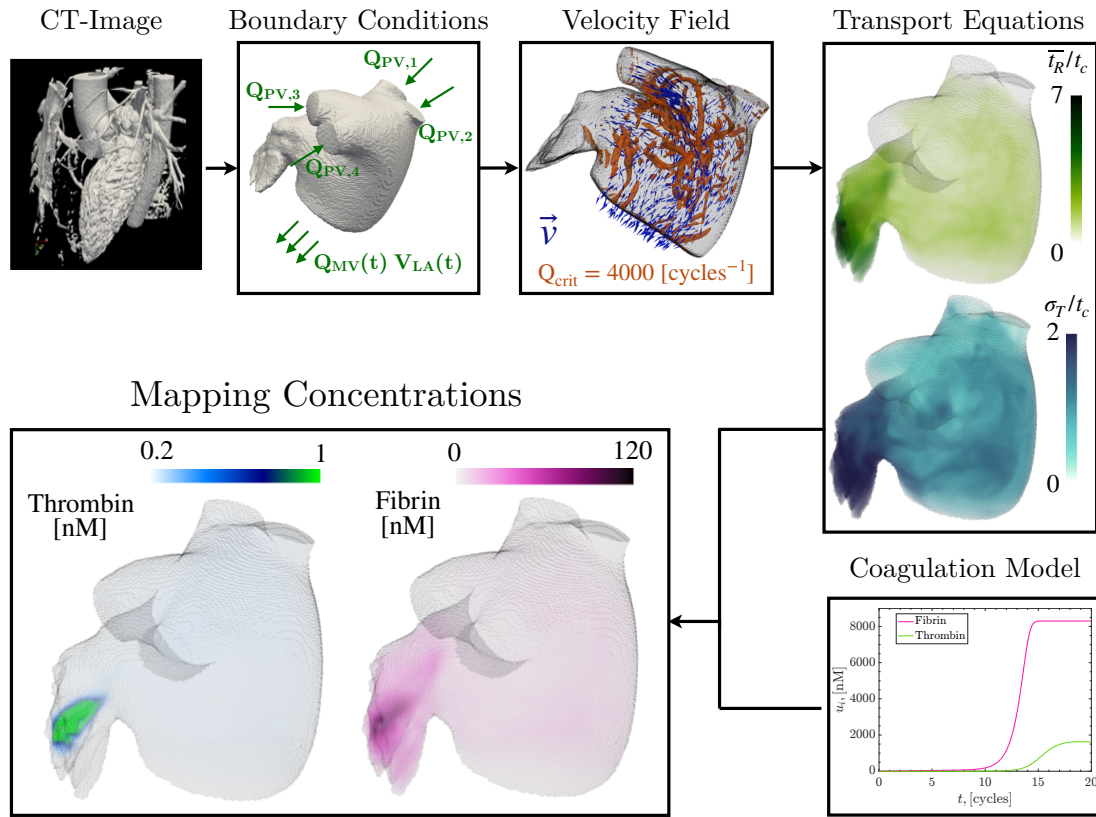 CT-Image
Boundary Conditions
Velocity Field
Transport Equations
Q_PV,1
Q_PV,3
Q_PV,2
Q_PV,4
Q_MV(t) V_LA(t)
v⃗
Q_crit = 4000 [cycles⁻¹]
t̅_R/t_c
7
0
σ_T/t_c
2
0
Mapping Concentrations
0.2 1
Thrombin
[nM]
0 120
Fibrin
[nM]
Coagulation Model
Fibrin
Thrombin
8000
6000
4000
2000
0
u_i, [nM]
0 5 10 15 20
t, [cycles]